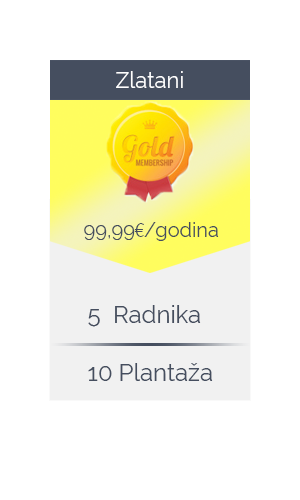 Zlatani
Gold
MEMBERSHIP
99,99€/godina
5 Radnika
10 Plantaža